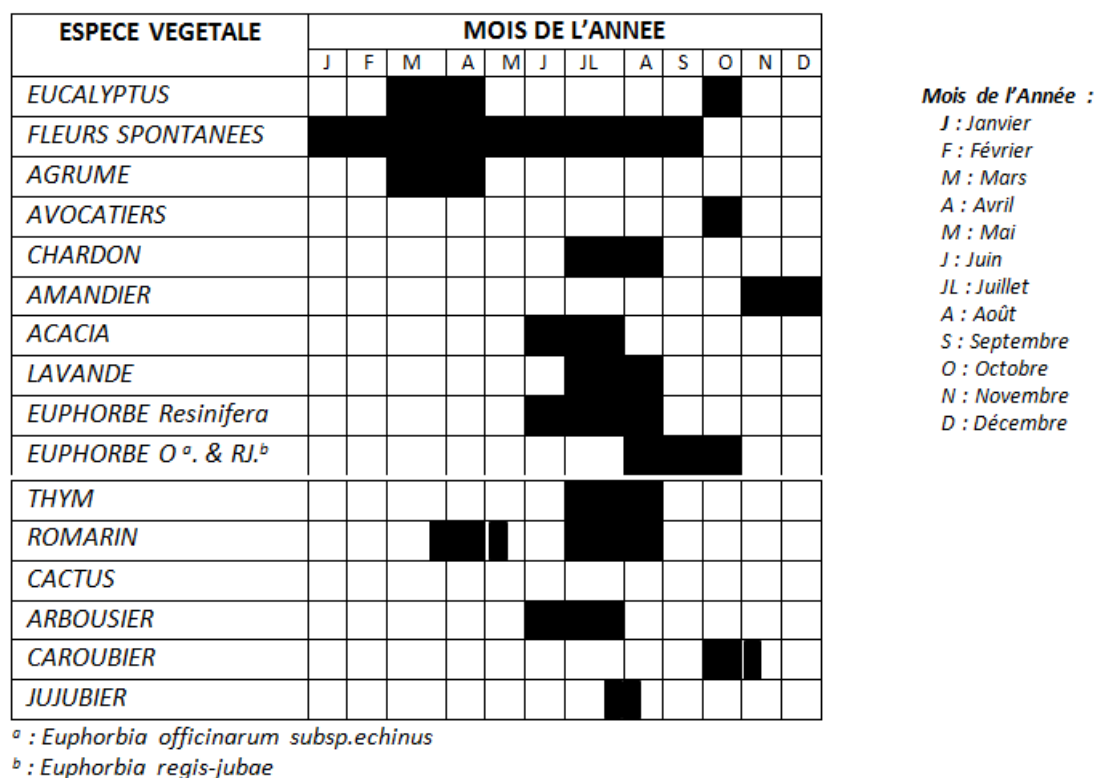 ESPECE VEGETALE MOIS DE L'ANNEE
J F M A M J JL A S O N D
EUCALYPTUS
FLEURS SPONTANEES
AGRUME
AVOCATIERS
CHARDON
AMANDIER
ACACIA
LAVANDE
EUPHORBE Resinifera
EUPHORBE O ᵃ. & RJ.ᵇ
THYM
ROMARIN
CACTUS
ARBOUSIER
CAROUBIER
JUJUBIER
ᵃ : Euphorbia officinarum subsp.echinus
ᵇ : Euphorbia regis-jubae
Mois de l'Année :
J : Janvier
F : Février
M : Mars
A : Avril
M : Mai
J : Juin
JL : Juillet
A : Août
S : Septembre
O : Octobre
N : Novembre
D : Décembre